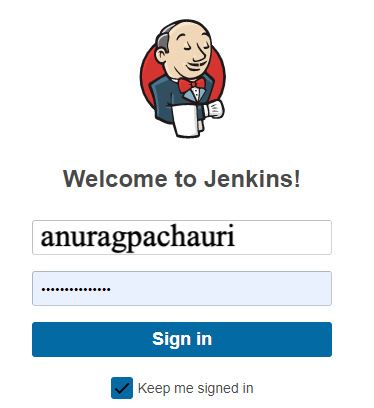 Welcome to Jenkins!
anuragpachauri
Sign in
Keep me signed in